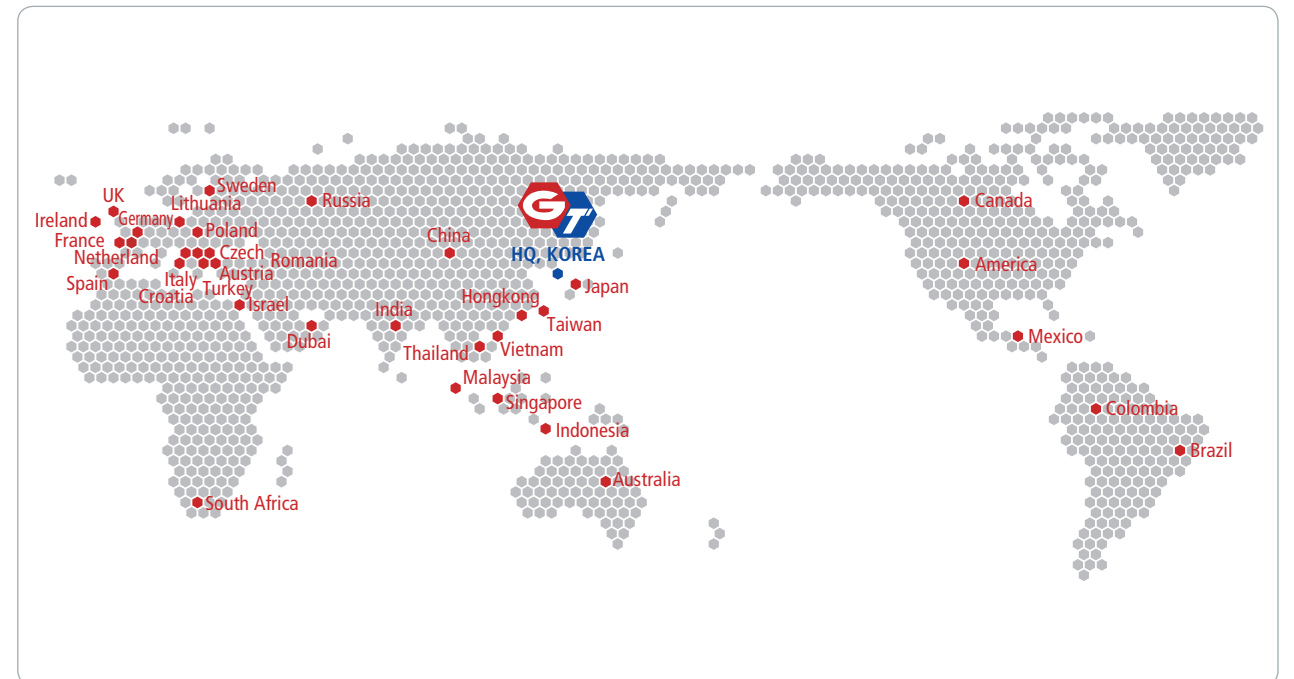 UK
Sweden
Lithuania
Russia
Ireland
Germany
Poland
France
Netherland
Czech
Romania
Spain
Italy
Austria
Croatia
Turkey
Israel
Dubai
China
India
G
T
HQ, KOREA
Japan
Hongkong
Taiwan
Thailand
Vietnam
Malaysia
Singapore
Indonesia
Australia
South Africa
Canada
America
Mexico
Colombia
Brazil